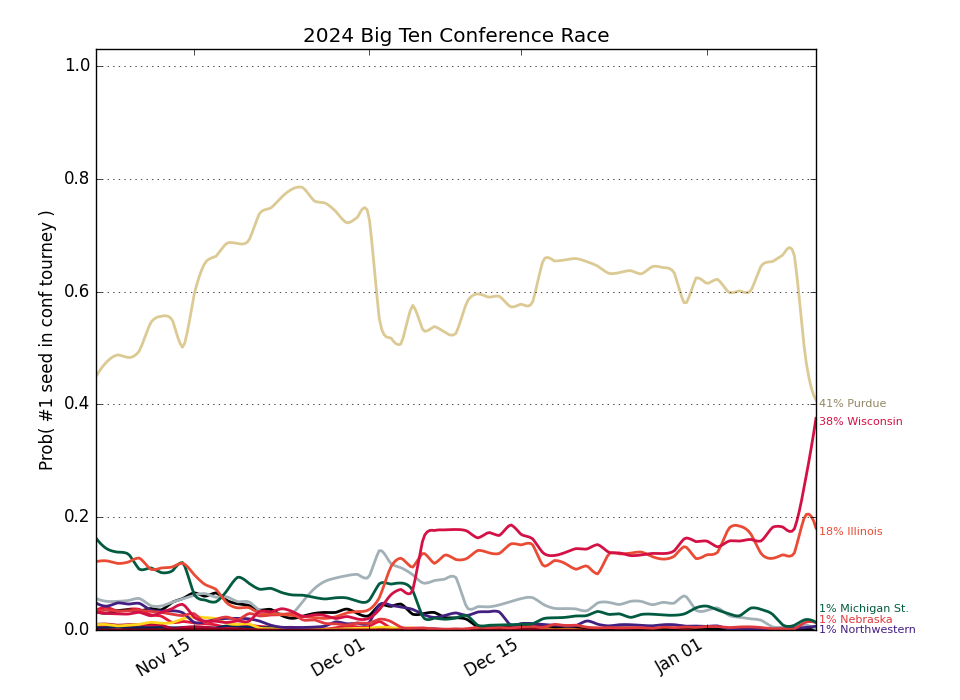 2024 Big Ten Conference Race
Prob( #1 seed in conf tourney )
1.0
0.8
0.6
0.4
0.2
0.0
41% Purdue
38% Wisconsin
18% Illinois
1% Michigan St.
1% Nebraska
1% Northwestern
Nov 15
Dec 01
Dec 15
Jan 01